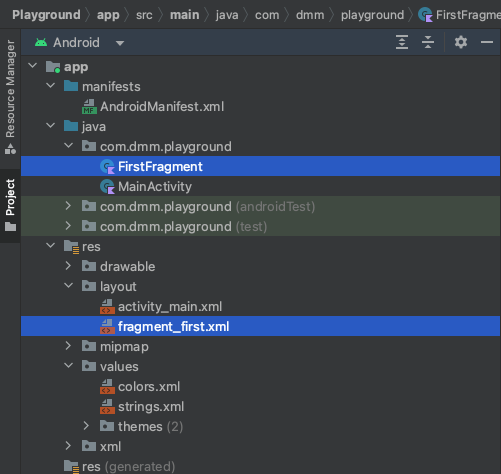 Playground app src main java com dmm playground FirstFragm
Resource Manager
Project
Android
app
manifests
AndroidManifest.xml
java
com.dmm.playground
FirstFragment
MainActivity
com.dmm.playground (androidTest)
com.dmm.playground (test)
res
drawable
layout
activity_main.xml
fragment_first.xml
mipmap
values
colors.xml
strings.xml
themes (2)
xml
res (generated)